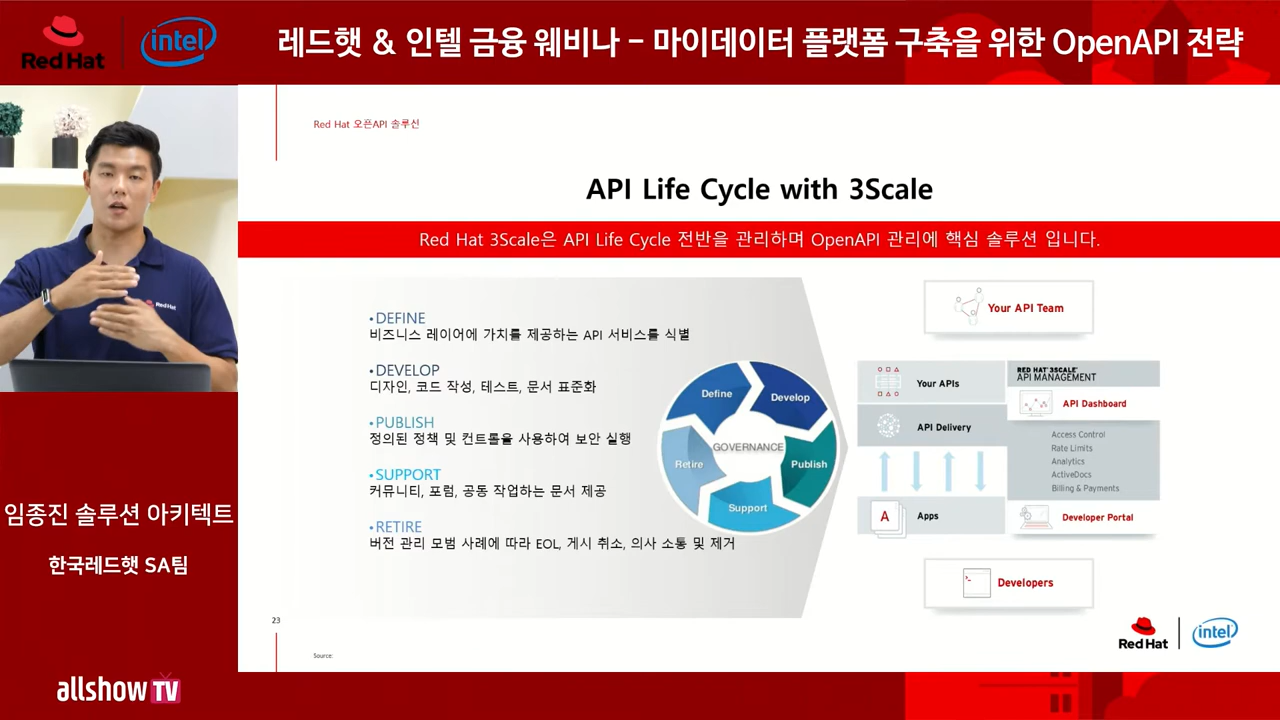 Red Hat
intel
레드햇 & 인텔 금융 웨비나 – 마이데이터 플랫폼 구축을 위한 OpenAPI 전략
Red Hat
임종진 솔루션 아키텍트
한국레드햇 SA팀
allshow TV
Red Hat 오픈API 솔루션
API Life Cycle with 3Scale
Red Hat 3Scale은 API Life Cycle 전반을 관리하며 OpenAPI 관리에 핵심 솔루션 입니다.
•DEFINE
비즈니스 레이어에 가치를 제공하는 API 서비스를 식별
•DEVELOP
디자인, 코드 작성, 테스트, 문서 표준화
•PUBLISH
정의된 정책 및 컨트롤을 사용하여 보안 실행
•SUPPORT
커뮤니티, 포럼, 공동 작업하는 문서 제공
•RETIRE
버전 관리 모범 사례에 따라 EOL, 게시 취소, 의사 소통 및 제거
Define
Develop
GOVERNANCE
Retire
Publish
Support
Your API Team
Your APIs
API Delivery
Apps
A
RED HAT 3SCALE
API MANAGEMENT
API Dashboard
Access Control
Rate Limits
Analytics
ActiveDocs
Billing & Payments
Developer Portal
Developers
23
Source:
Red Hat
intel